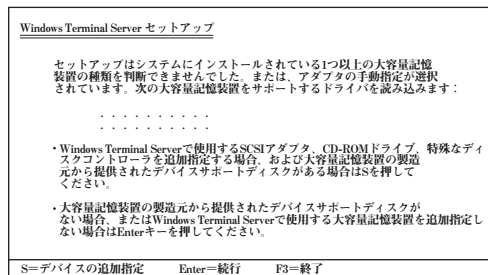 Windows Terminal Server セットアップ
セットアップはシステムにインストールされている1つ以上の大容量記憶
装置の種類を判断できませんでした。または、アダプタの手動指定が選択
されています。次の大容量記憶装置をサポートするドライバを読み込みます：
. . . . . . . . . .
. . . . . . . . . .
・Windows Terminal Serverで使用するSCSIアダプタ、CD-ROMドライブ、特殊なディ
スクコントローラを追加指定する場合、および大容量記憶装置の製造
元から提供されたデバイスサポートディスクがある場合はSを押して
ください。
・大容量記憶装置の製造元から提供されたデバイスサポートディスクが
ない場合、またはWindows Terminal Serverで使用する大容量記憶装置を追加指定し
ない場合はEnterキーを押してください。
S＝デバイスの追加指定 Enter＝続行 F3＝終了